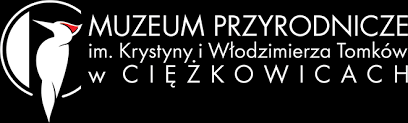 MUZEUM PRZYRODNICZE
im. Krystyny i Włodzimierza Tomków
w CIĘŻKOWICACH